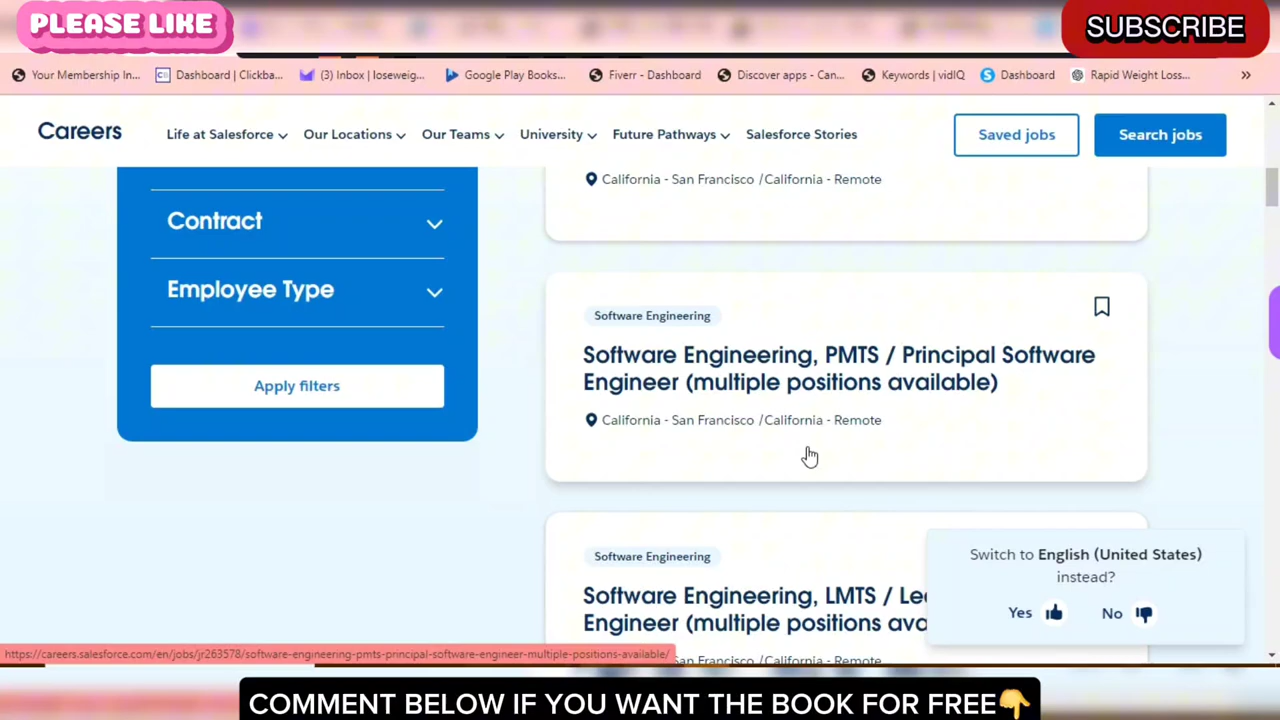 PLEASE LIKE
SUBSCRIBE
Your Membership In...
Dashboard | Clickba...
(3) Inbox | loseweig...
Google Play Books...
Fiverr - Dashboard
Discover apps - Can...
Keywords | vidIQ
Dashboard
Rapid Weight Loss...
Careers
Life at Salesforce
Our Locations
Our Teams
University
Future Pathways
Salesforce Stories
Saved jobs
Search jobs
California - San Francisco /California - Remote
Contract
Employee Type
Apply filters
Software Engineering
Software Engineering, PMTS / Principal Software
Engineer (multiple positions available)
California - San Francisco /California - Remote
Software Engineering
Software Engineering, LMTS / Le
Engineer (multiple positions ava
San Francisco /California - Remote
Switch to English (United States)
instead?
Yes
No
https://careers.salesforce.com/en/jobs/jr263578/software-engineering-pmts-principal-software-engineer-multiple-positions-available/
COMMENT BELOW IF YOU WANT THE BOOK FOR FREE👇